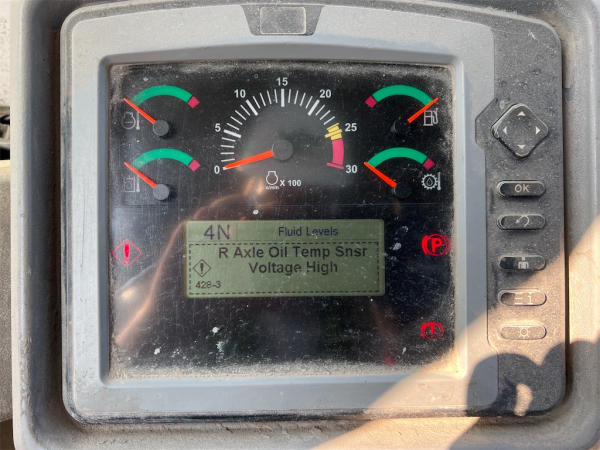 15
10
20
5
25
0
30
X 100
n/min
4N Fluid Levels
R Axle Oil Temp Snsr
Voltage High
428-3
P
OK